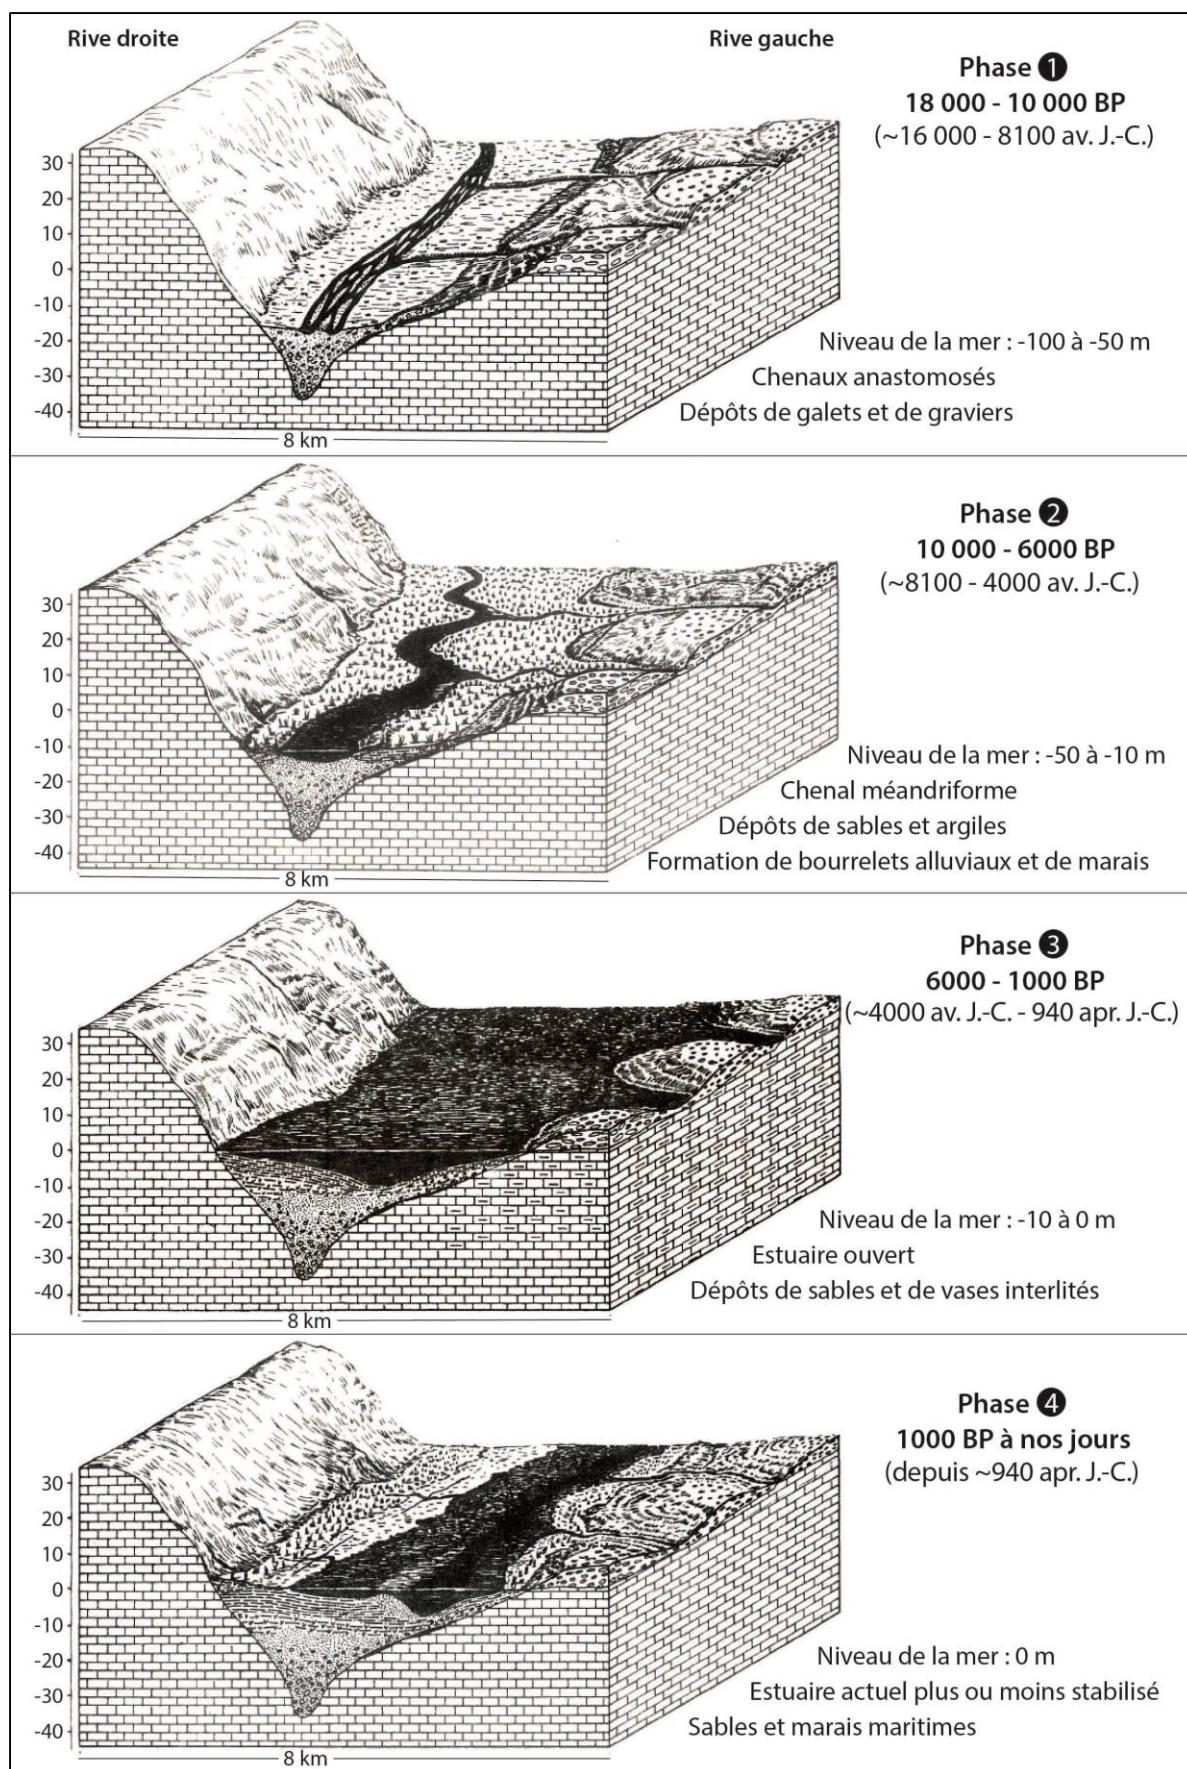 Rive droite
Rive gauche
Phase ❶
18 000 - 10 000 BP
(~16 000 - 8100 av. J.-C.)
30
20
10
0
-10
-20
-30
-40
Niveau de la mer : -100 à -50 m
Chenaux anastomosés
Dépôts de galets et de graviers
8 km
Phase ❷
10 000 - 6000 BP
(~8100 - 4000 av. J.-C.)
30
20
10
0
-10
-20
-30
-40
Niveau de la mer : -50 à -10 m
Chenal méandriforme
Dépôts de sables et argiles
Formation de bourrelets alluviaux et de marais
8 km
Phase ❸
6000 - 1000 BP
(~4000 av. J.-C. - 940 apr. J.-C.)
30
20
10
0
-10
-20
-30
-40
Niveau de la mer : -10 à 0 m
Estuaire ouvert
Dépôts de sables et de vases interlités
8 km
Phase ❹
1000 BP à nos jours
(depuis ~940 apr. J.-C.)
30
20
10
0
-10
-20
-30
-40
Niveau de la mer : 0 m
Estuaire actuel plus ou moins stabilisé
Sables et marais maritimes
8 km